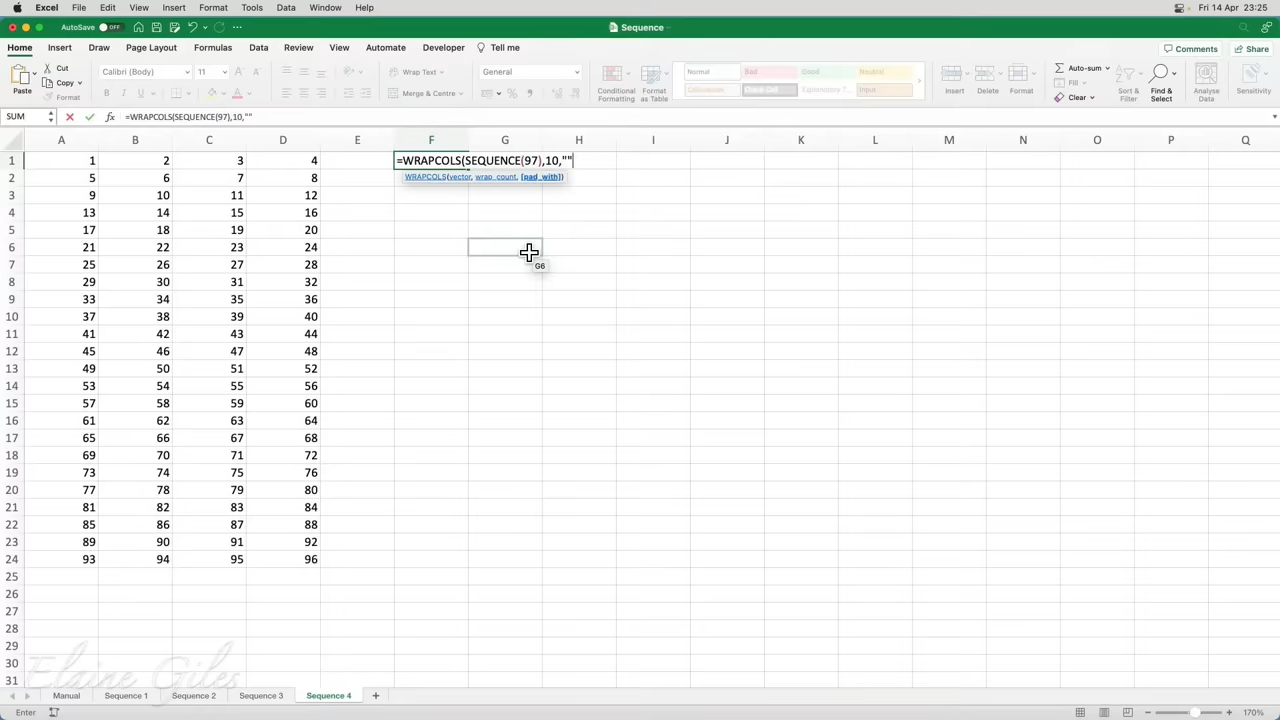 Excel File Edit View Insert Format Tools Data Window Help Fri 14 Apr 23:25
AutoSave OFF Sequence
Home Insert Draw Page Layout Formulas Data Review View Automate Developer Tell me Comments Share
Paste Cut Copy Format
Calibri (Body) 11 A A
B I U A
Wrap Text
Merge & Centre
General
Conditional Formatting
Format as Table
Normal Bad Good Neutral
Calculation Check Cell Explanatory T... Input
Insert Delete Format
Auto-sum
Fill
Clear
Sort & Filter
Find & Select
Analyse Data
Sensitivity
SUM fx =WRAPCOLS(SEQUENCE(97),10,""
A B C D E F G H I J K L M N O P Q
1 1 2 3 4 =WRAPCOLS(SEQUENCE(97),10,""
2 5 6 7 8 WRAPCOLS(vector, wrap_count, [pad_with])
3 9 10 11 12
4 13 14 15 16
5 17 18 19 20
6 21 22 23 24
7 25 26 27 28 G6
8 29 30 31 32
9 33 34 35 36
10 37 38 39 40
11 41 42 43 44
12 45 46 47 48
13 49 50 51 52
14 53 54 55 56
15 57 58 59 60
16 61 62 63 64
17 65 66 67 68
18 69 70 71 72
19 73 74 75 76
20 77 78 79 80
21 81 82 83 84
22 85 86 87 88
23 89 90 91 92
24 93 94 95 96
25
26
27
28
29
30
31
Elaine Giles
Manual Sequence 1 Sequence 2 Sequence 3 Sequence 4 +
Enter 170%